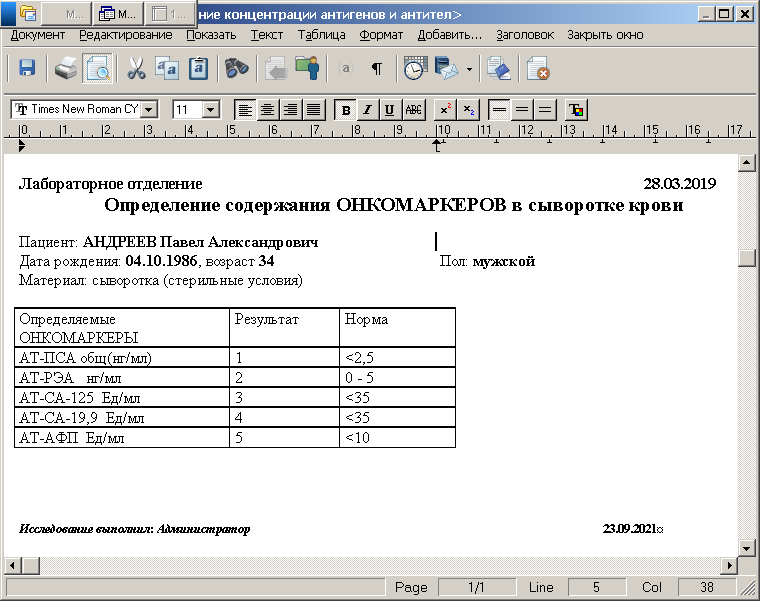 М...
М...
1...
ние концентрации антигенов и антител>
Документ Редактирование Показать Текст Таблица Формат Добавить... Заголовок Закрыть окно
Times New Roman CY 11 B I U ABC x² x₂
0 1 2 3 4 5 6 7 8 9 10 11 12 13 14 15 16 17
Лабораторное отделение 28.03.2019
Определение содержания ОНКОМАРКЕРОВ в сыворотке крови
Пациент: АНДРЕЕВ Павел Александрович
Дата рождения: 04.10.1986, возраст 34 Пол: мужской
Материал: сыворотка (стерильные условия)
Определяемые Результат Норма
ОНКОМАРКЕРЫ
АТ-ПСА общ(нг/мл) 1 <2,5
АТ-РЭА нг/мл 2 0 - 5
АТ-СА-125 Ед/мл 3 <35
АТ-СА-19,9 Ед/мл 4 <35
АТ-АФП Ед/мл 5 <10
Исследование выполнил: Администратор 23.09.2021¤
Page 1/1 Line 5 Col 38